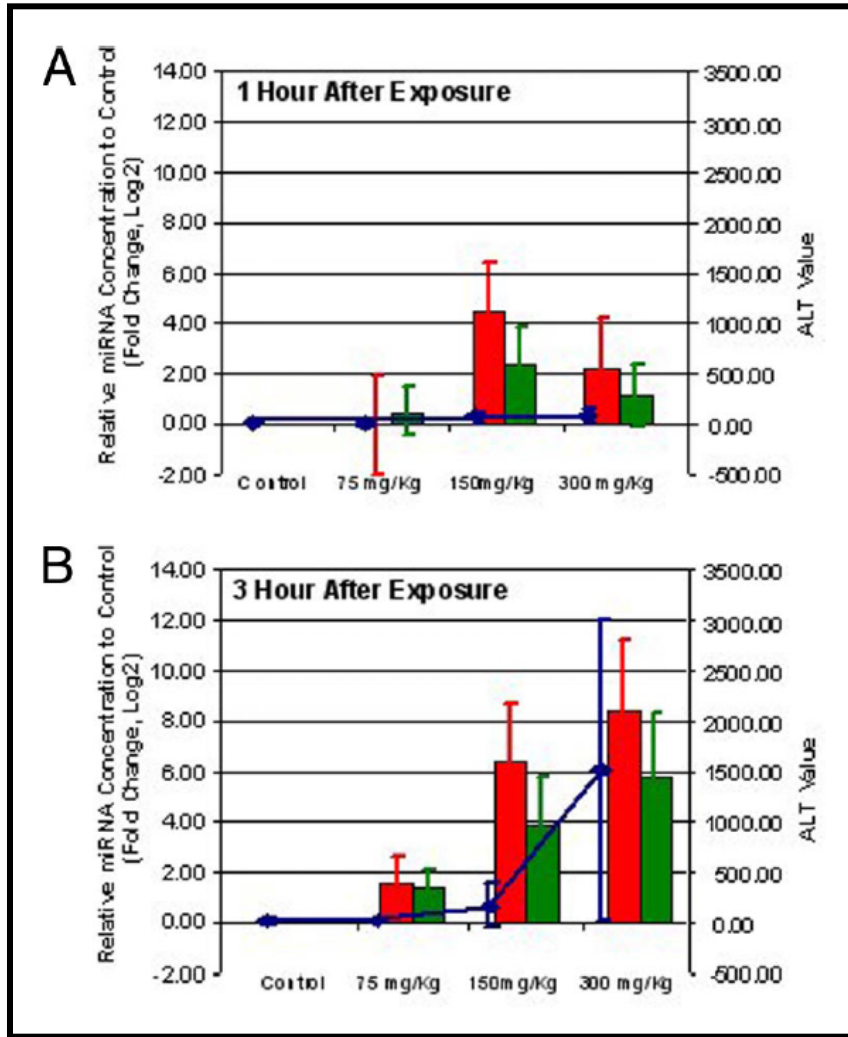 A
Relative miRNA Concentration to Control
(Fold Change, Log2)
14.00
12.00
10.00
8.00
6.00
4.00
2.00
0.00
-2.00
1 Hour After Exposure
3500.00
3000.00
2500.00
2000.00
1500.00
1000.00
500.00
0.00
-500.00
ALT Value
Control
75 mg/Kg
150mg/Kg
300 mg/Kg
B
Relative miRNA Concentration to Control
(Fold Change, Log2)
14.00
12.00
10.00
8.00
6.00
4.00
2.00
0.00
-2.00
3 Hour After Exposure
3500.00
3000.00
2500.00
2000.00
1500.00
1000.00
500.00
0.00
-500.00
ALT Value
Control
75 mg/Kg
150mg/Kg
300 mg/Kg